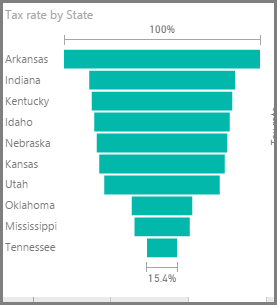 Tax rate by State
100%
Arkansas
Indiana
Kentucky
Idaho
Nebraska
Kansas
Utah
Oklahoma
Mississippi
Tennessee
15.4%